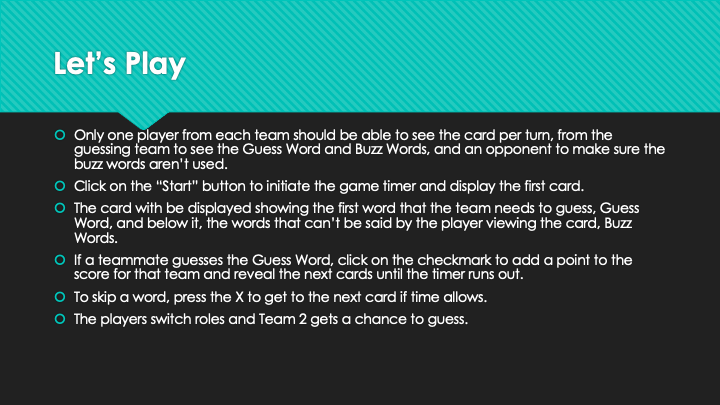 Let’s Play
Only one player from each team should be able to see the card per turn, from the
guessing team to see the Guess Word and Buzz Words, and an opponent to make sure the
buzz words aren’t used.
Click on the “Start” button to initiate the game timer and display the first card.
The card with be displayed showing the first word that the team needs to guess, Guess
Word, and below it, the words that can’t be said by the player viewing the card, Buzz
Words.
If a teammate guesses the Guess Word, click on the checkmark to add a point to the
score for that team and reveal the next cards until the timer runs out.
To skip a word, press the X to get to the next card if time allows.
The players switch roles and Team 2 gets a chance to guess.